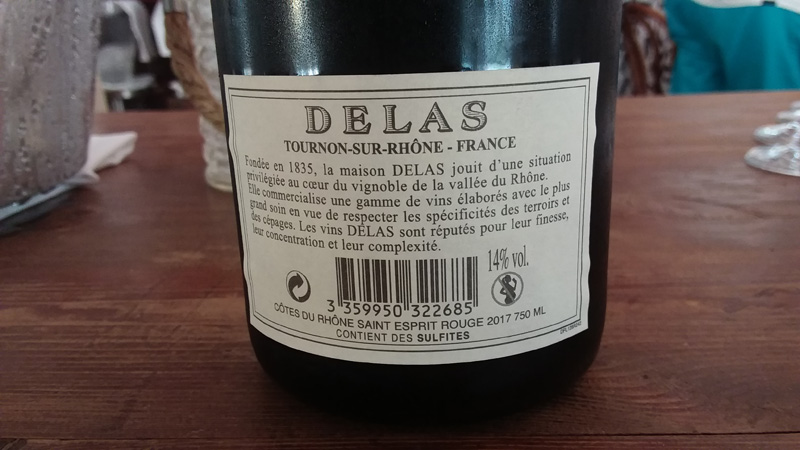 DELAS
TOURNON-SUR-RHÔNE - FRANCE
Fondée en 1835, la maison DELAS jouit d'une situation
privilégiée au cœur du vignoble de la vallée du Rhône.
Elle commercialise une gamme de vins élaborés avec le plus
grand soin en vue de respecter les spécificités des terroirs et
des cépages. Les vins DELAS sont réputés pour leur finesse,
leur concentration et leur complexité.
14% vol.
3 359950 322685
CÔTES DU RHÔNE SAINT ESPRIT ROUGE 2017 750 ML
CONTIENT DES SULFITES